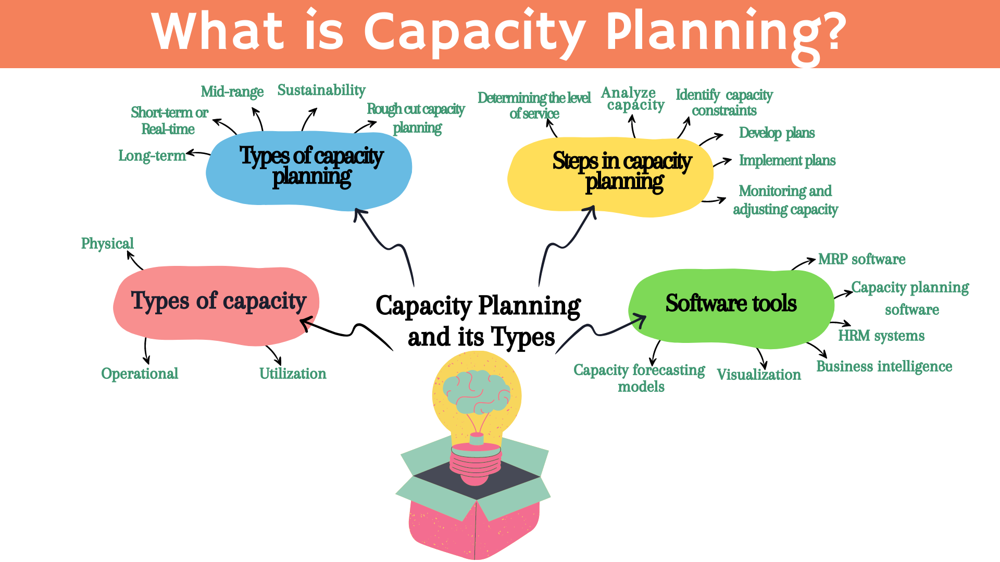 What is Capacity Planning?
Mid-range
Sustainability
Short-term or
Real-time
Rough cut capacity
planning
Long-term
Types of capacity
planning
Determining the level
of service
Analyze
capacity
Identify capacity
constraints
Develop plans
Implement plans
Monitoring and
adjusting capacity
Steps in capacity
planning
Physical
Types of capacity
Operational
Utilization
Capacity Planning
and its Types
Software tools
MRP software
Capacity planning
software
HRM systems
Business intelligence
Visualization
Capacity forecasting
models